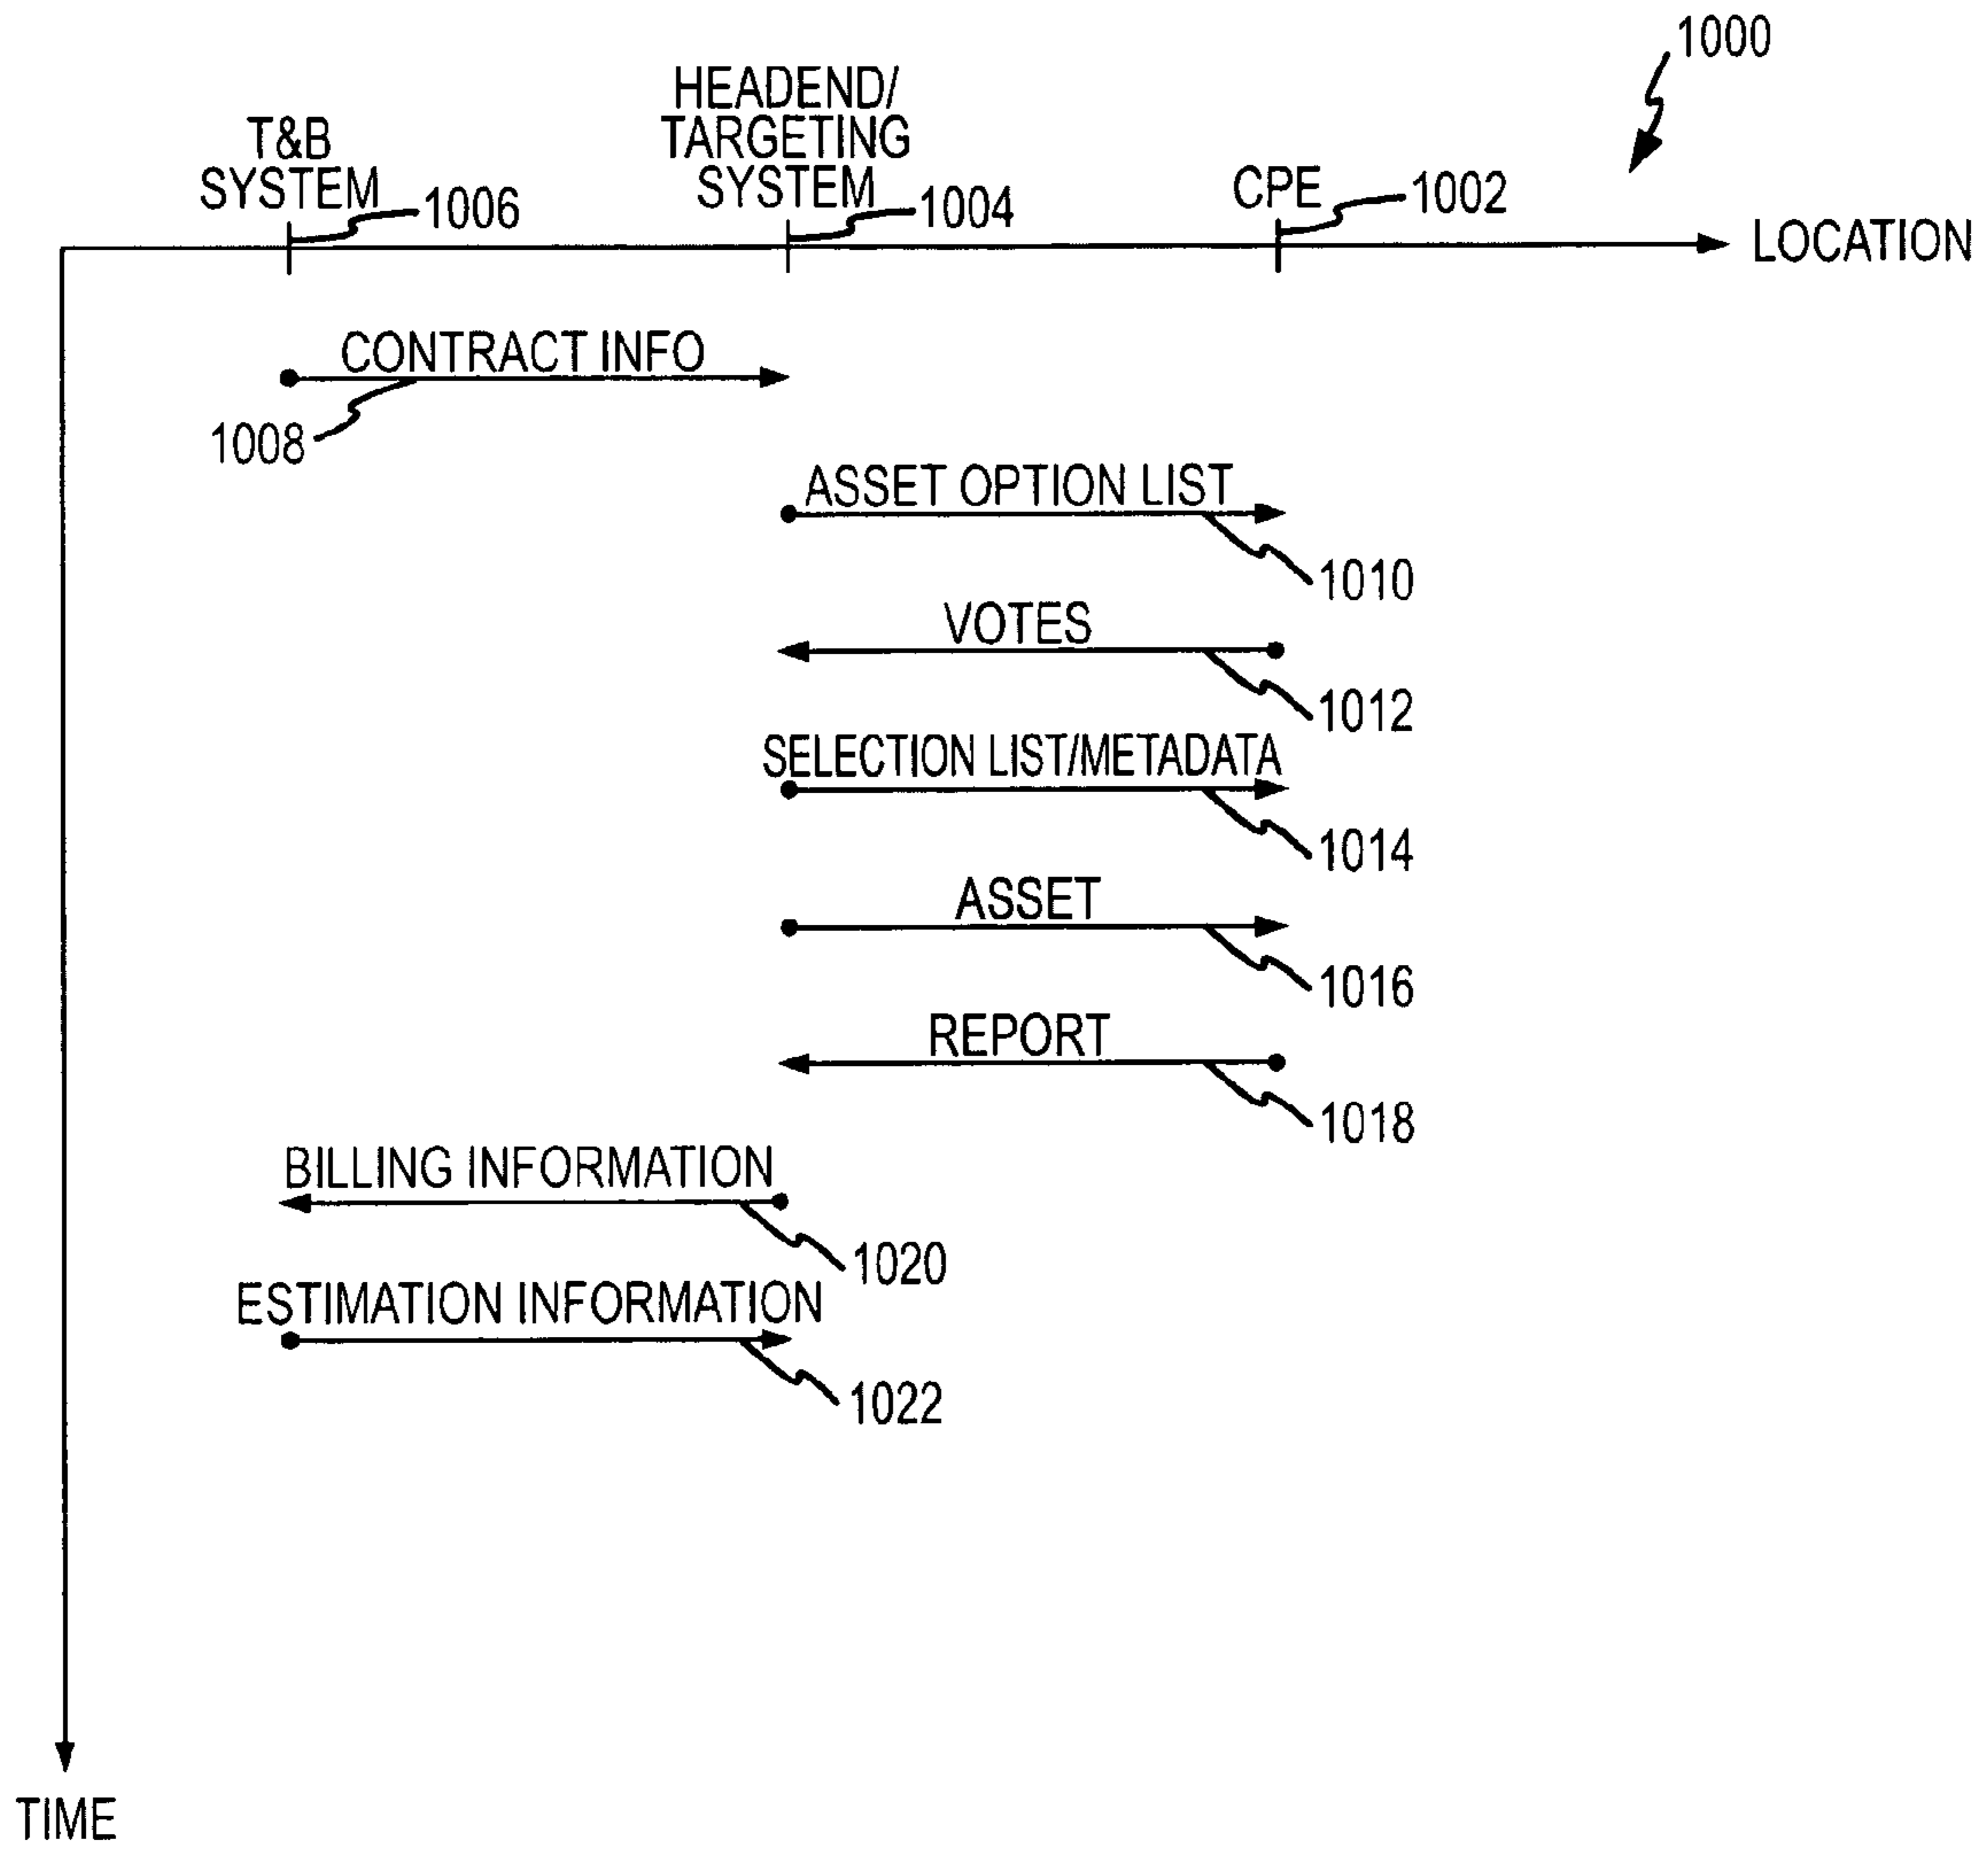 1000
HEADEND/
TARGETING
SYSTEM
T&B
SYSTEM
CPE
1006
1004
1002
LOCATION
CONTRACT INFO
1008
ASSET OPTION LIST
1010
VOTES
1012
SELECTION LIST/METADATA
1014
ASSET
1016
REPORT
1018
BILLING INFORMATION
1020
ESTIMATION INFORMATION
1022
TIME